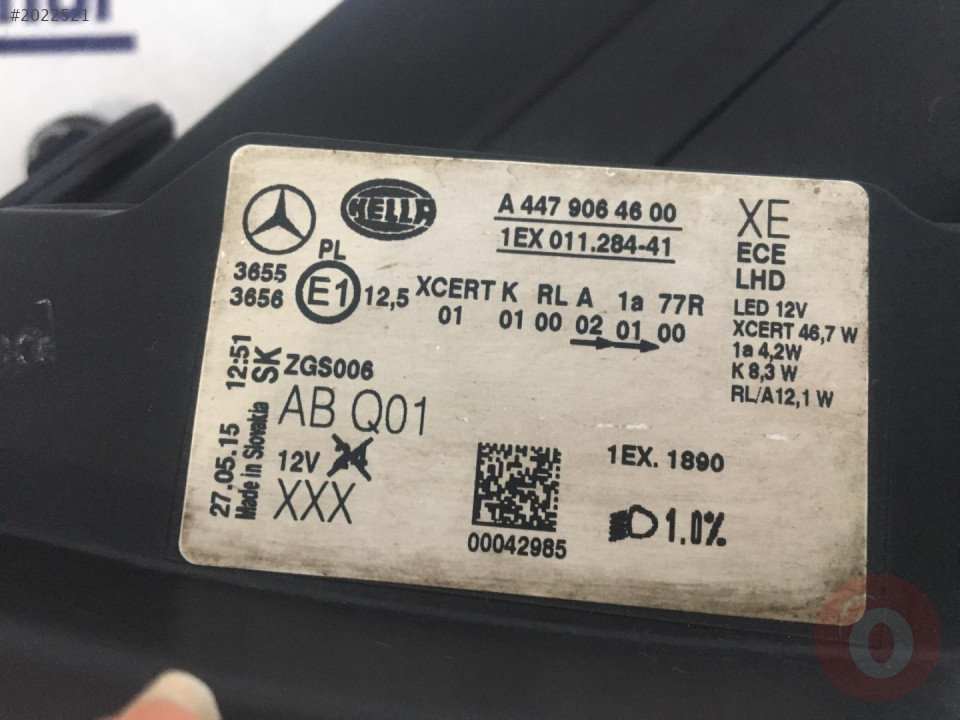 #2022521
HELLA
A 447 906 46 00
1EX 011.284-41
XE
ECE
LHD
LED 12V
XCERT 46,7 W
1a 4,2W
K 8,3 W
RL/A12,1 W
PL
3655
3656
E1
12,5
XCERT K RL A 1a 77R
01 01 00 02 01 00
ZGS006
AB Q01
12V 24
XXX
27.05.15 12:51
Made in Slovakia SK
00042985
1EX. 1890
1.0%
O